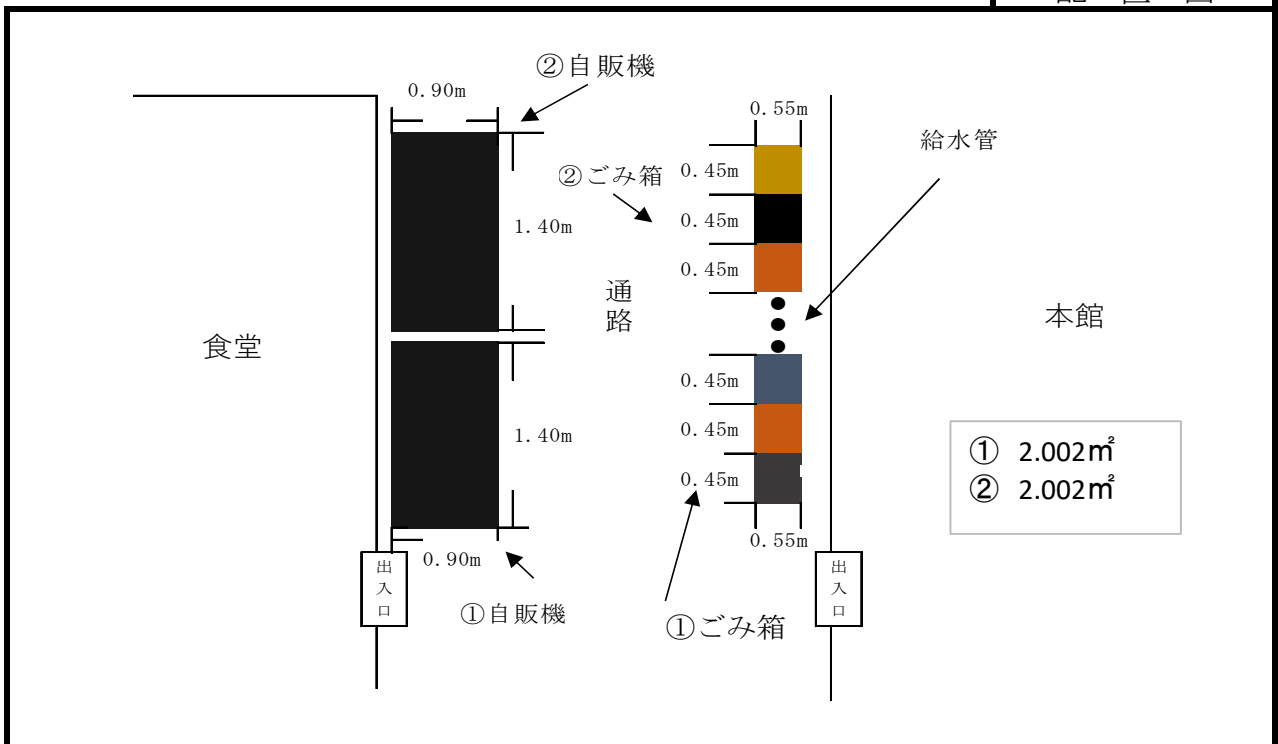 ②自販機
0.90m
0.55m
給水管
②ごみ箱
0.45m
0.45m
1.40m
0.45m
通路
食堂
本館
0.45m
0.45m
1.40m
0.45m
① 2.002㎡
② 2.002㎡
0.55m
0.90m
出入口
出入口
①自販機
①ごみ箱